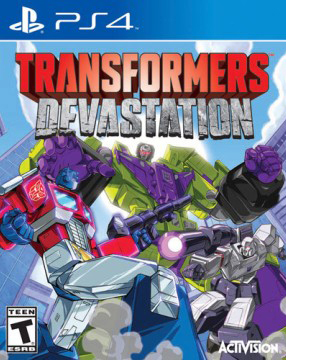 PS4
TRANSFORMERS
DEVASTATION
TEEN
T
ESRB
ACTIVISION